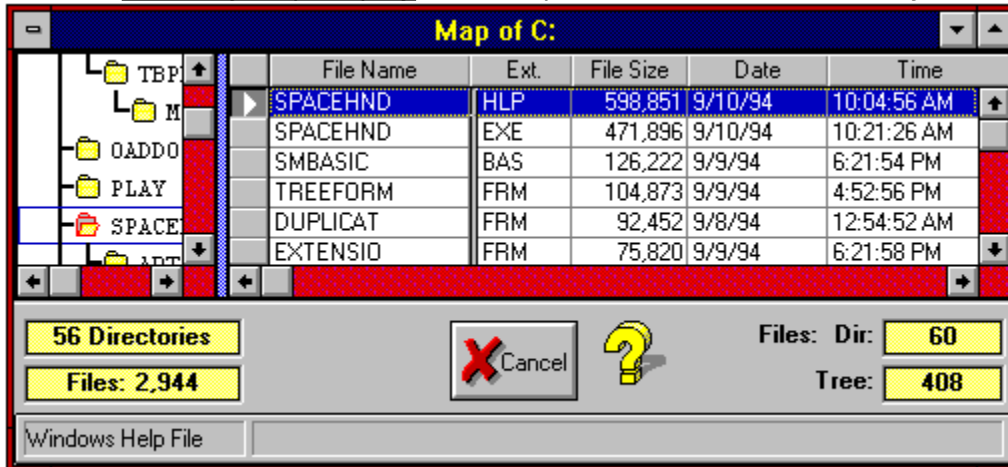 Map of C:
TBP
M
OADDO
PLAY
SPACE
File Name Ext. File Size Date Time
SPACEHND HLP 598,851 9/10/94 10:04:56 AM
SPACEHND EXE 471,896 9/10/94 10:21:26 AM
SMBASIC BAS 126,222 9/9/94 6:21:54 PM
TREEFORM FRM 104,873 9/9/94 4:52:56 PM
DUPLICAT FRM 92,452 9/8/94 12:54:52 AM
EXTENSIO FRM 75,820 9/9/94 6:21:58 PM
56 Directories
Files: 2,944
Cancel
Files: Dir: 60
Tree: 408
Windows Help File